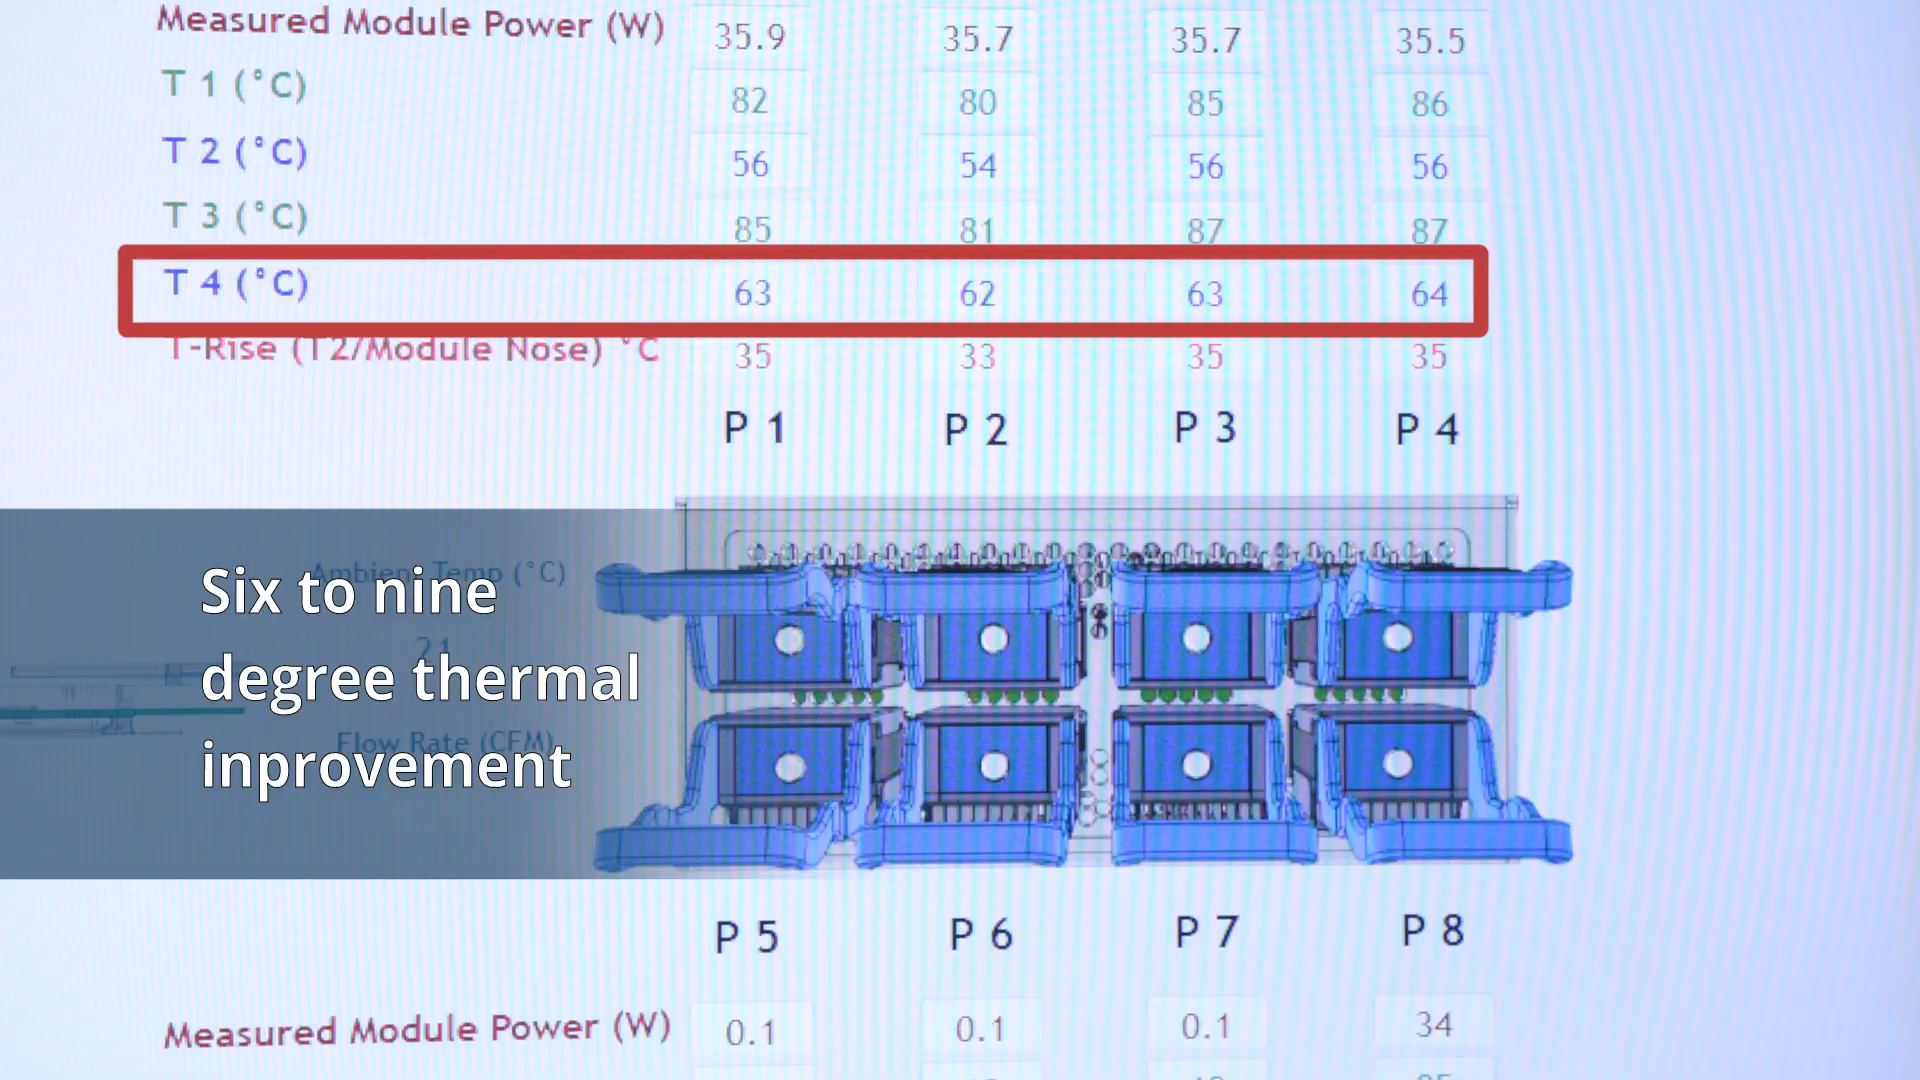 Measured Module Power (W) 35.9 35.7 35.7 35.5
T 1 (°C) 82 80 85 86
T 2 (°C) 56 54 56 56
T 3 (°C) 85 81 87 87
T 4 (°C) 63 62 63 64
T-Rise (T2/Module Nose) °C 35 33 35 35
P 1 P 2 P 3 P 4
Ambient Temp (°C)
21
Flow Rate (CFM)
Six to nine
degree thermal
inprovement
P 5 P 6 P 7 P 8
Measured Module Power (W) 0.1 0.1 0.1 34